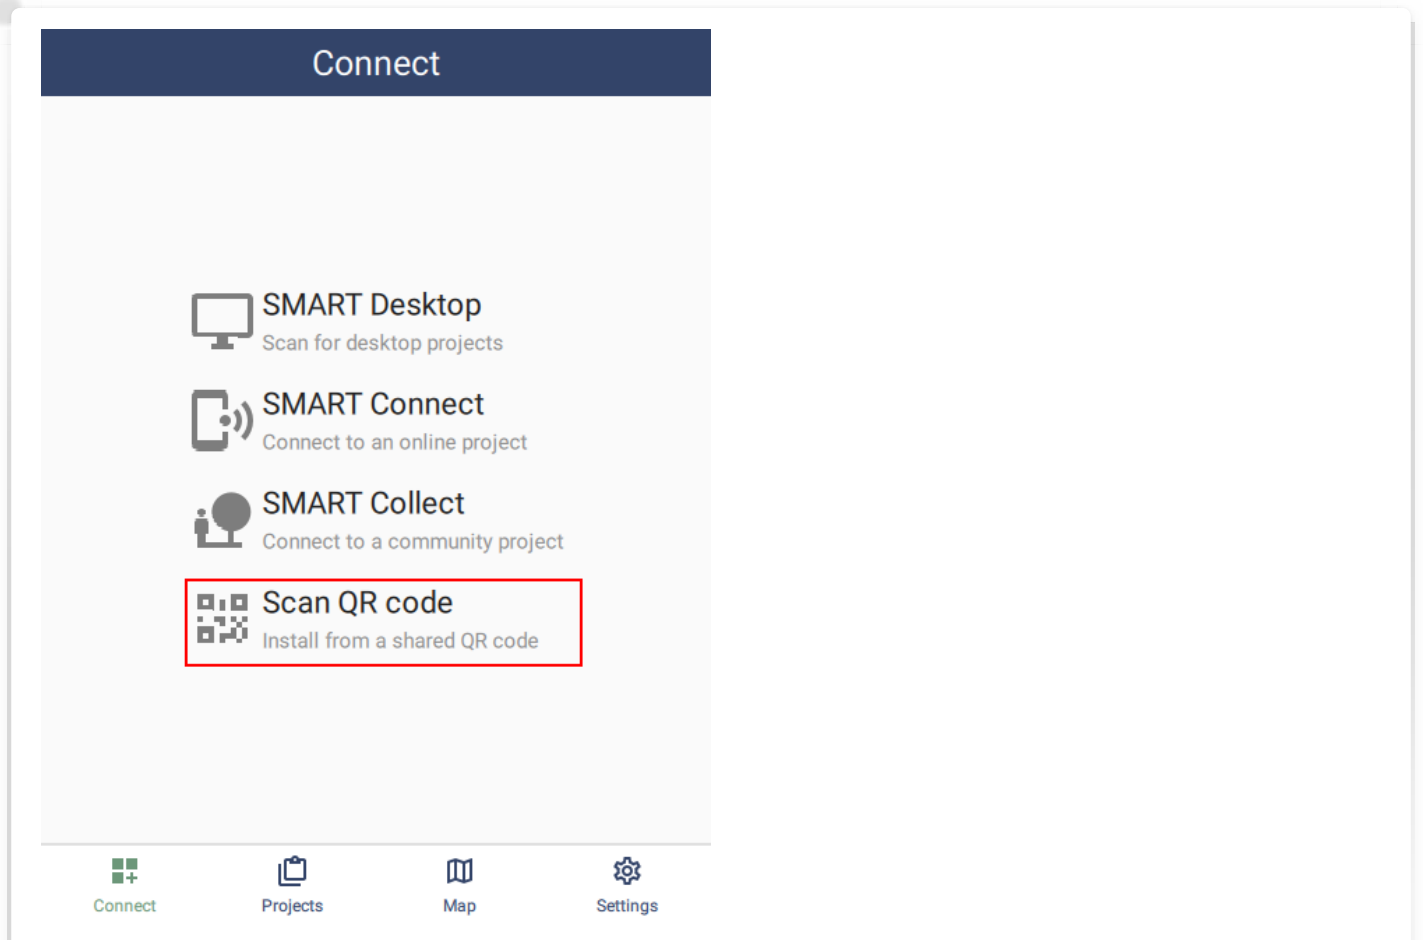 Connect
SMART Desktop
Scan for desktop projects
SMART Connect
Connect to an online project
SMART Collect
Connect to a community project
Scan QR code
Install from a shared QR code
Connect
Projects
Map
Settings